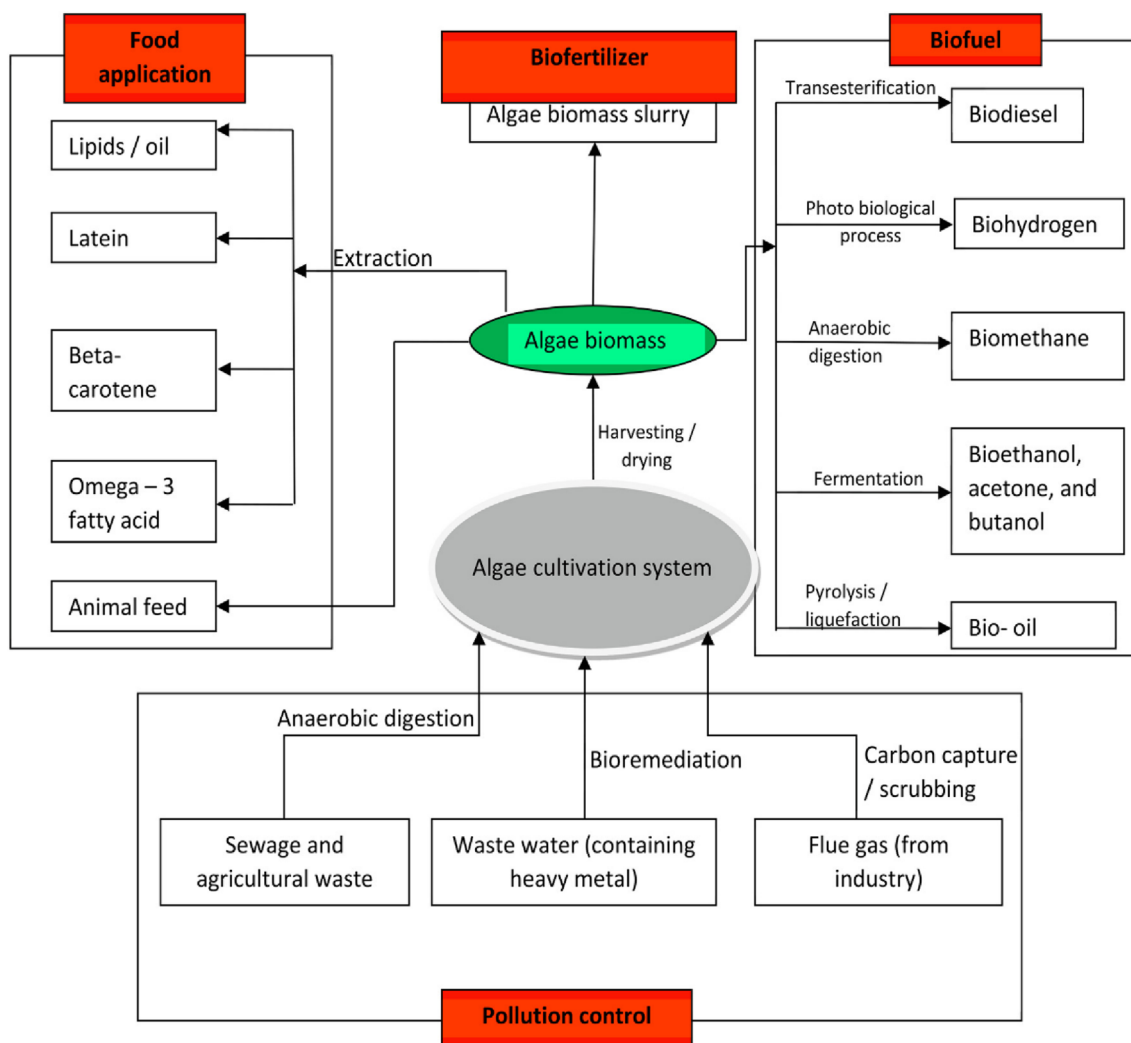 Food
application
Lipids / oil
Latein
Beta-
carotene
Omega – 3
fatty acid
Animal feed
Extraction
Biofertilizer
Algae biomass slurry
Algae biomass
Harvesting /
drying
Algae cultivation system
Biofuel
Transesterification
Biodiesel
Photo biological
process
Biohydrogen
Anaerobic
digestion
Biomethane
Fermentation
Bioethanol,
acetone, and
butanol
Pyrolysis /
liquefaction
Bio- oil
Anaerobic digestion
Bioremediation
Carbon capture
/ scrubbing
Sewage and
agricultural waste
Waste water (containing
heavy metal)
Flue gas (from
industry)
Pollution control